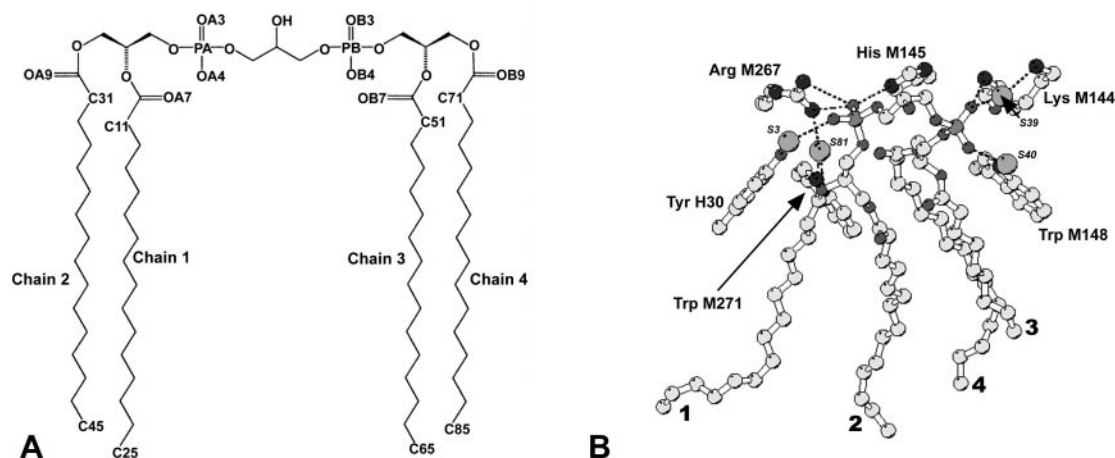 OA3
OH
OB3
O
O
O
PA
O
O
PB
O
O
OA9
O
OA4
OB4
O
OB9
C31
OA7
OB7
C71
C11
C51
Chain 2
Chain 1
Chain 3
Chain 4
C45
C25
C65
C85
A
His M145
Arg M267
Lys M144
S39
S3
S81
S40
Tyr H30
Trp M148
Trp M271
1
2
3
4
B